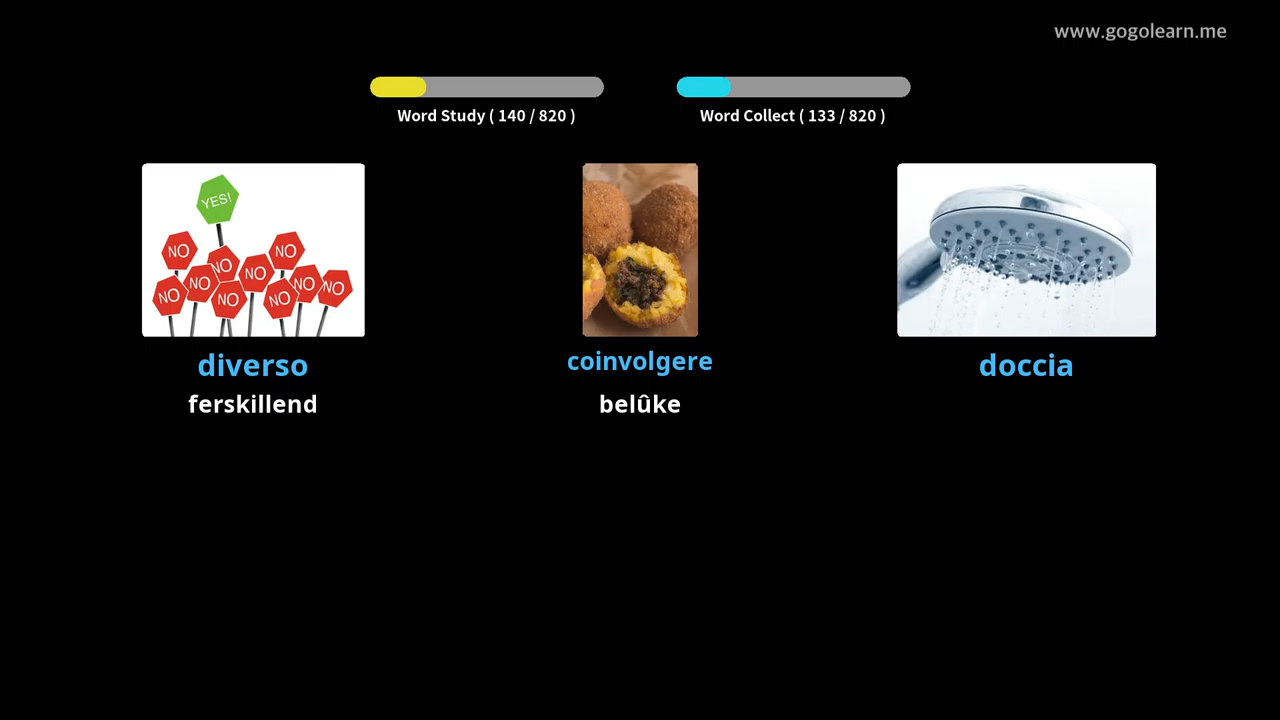 www.gogolearn.me
Word Study ( 140 / 820 )
Word Collect ( 133 / 820 )
YES!
NO
NO
NO
NO
NO
NO
NO
NO
NO
NO
diverso
coinvolgere
doccia
ferskillend
belûke